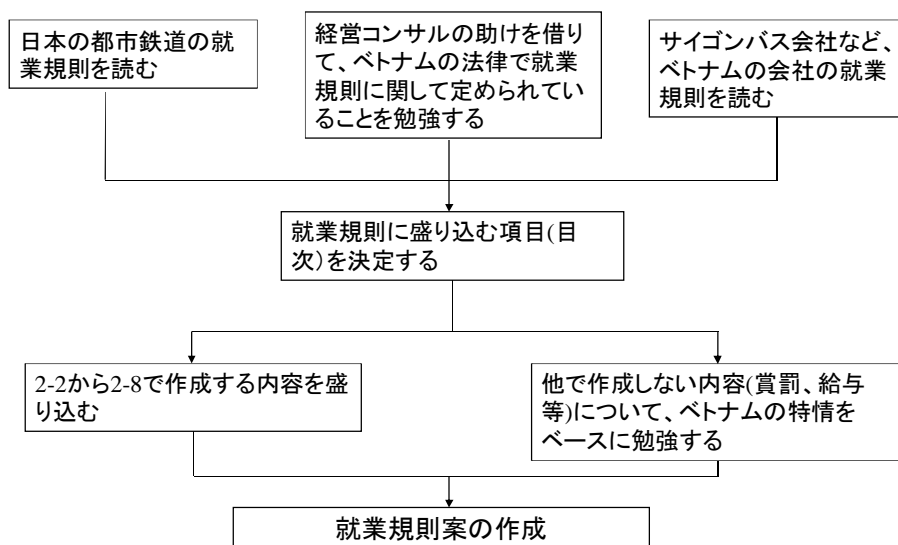 日本の都市鉄道の就
業規則を読む
経営コンサルの助けを借り
て、ベトナムの法律で就業
規則に関して定められてい
ることを勉強する
サイゴンバス会社など、
ベトナムの会社の就業
規則を読む
就業規則に盛り込む項目(目
次)を決定する
2-2から2-8で作成する内容を盛
り込む
他で作成しない内容(賞罰、給与
等)について、ベトナムの特情を
ベースに勉強する
就業規則案の作成